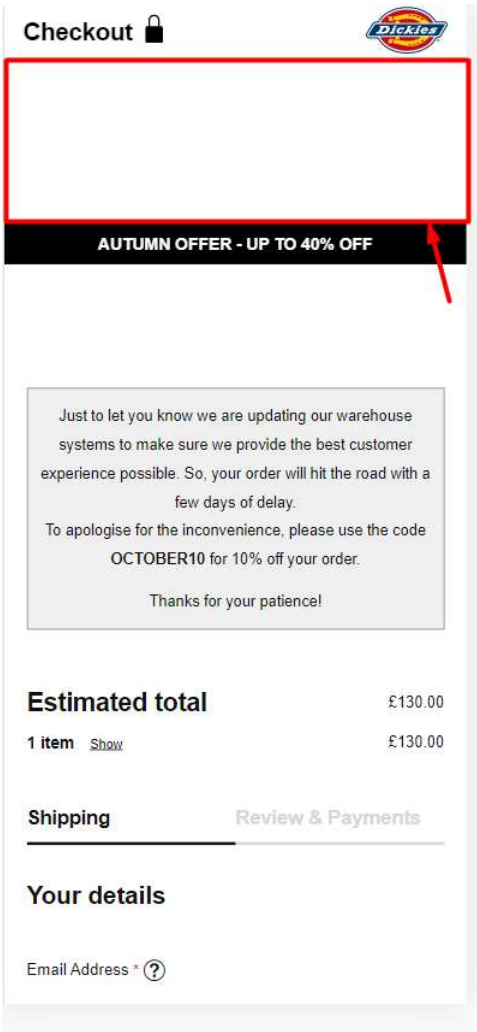 Checkout
Dickies
AUTUMN OFFER - UP TO 40% OFF
Just to let you know we are updating our warehouse
systems to make sure we provide the best customer
experience possible. So, your order will hit the road with a
few days of delay.
To apologise for the inconvenience, please use the code
OCTOBER10 for 10% off your order.
Thanks for your patience!
Estimated total £130.00
1 item Show £130.00
Shipping Review & Payments
Your details
Email Address * ?